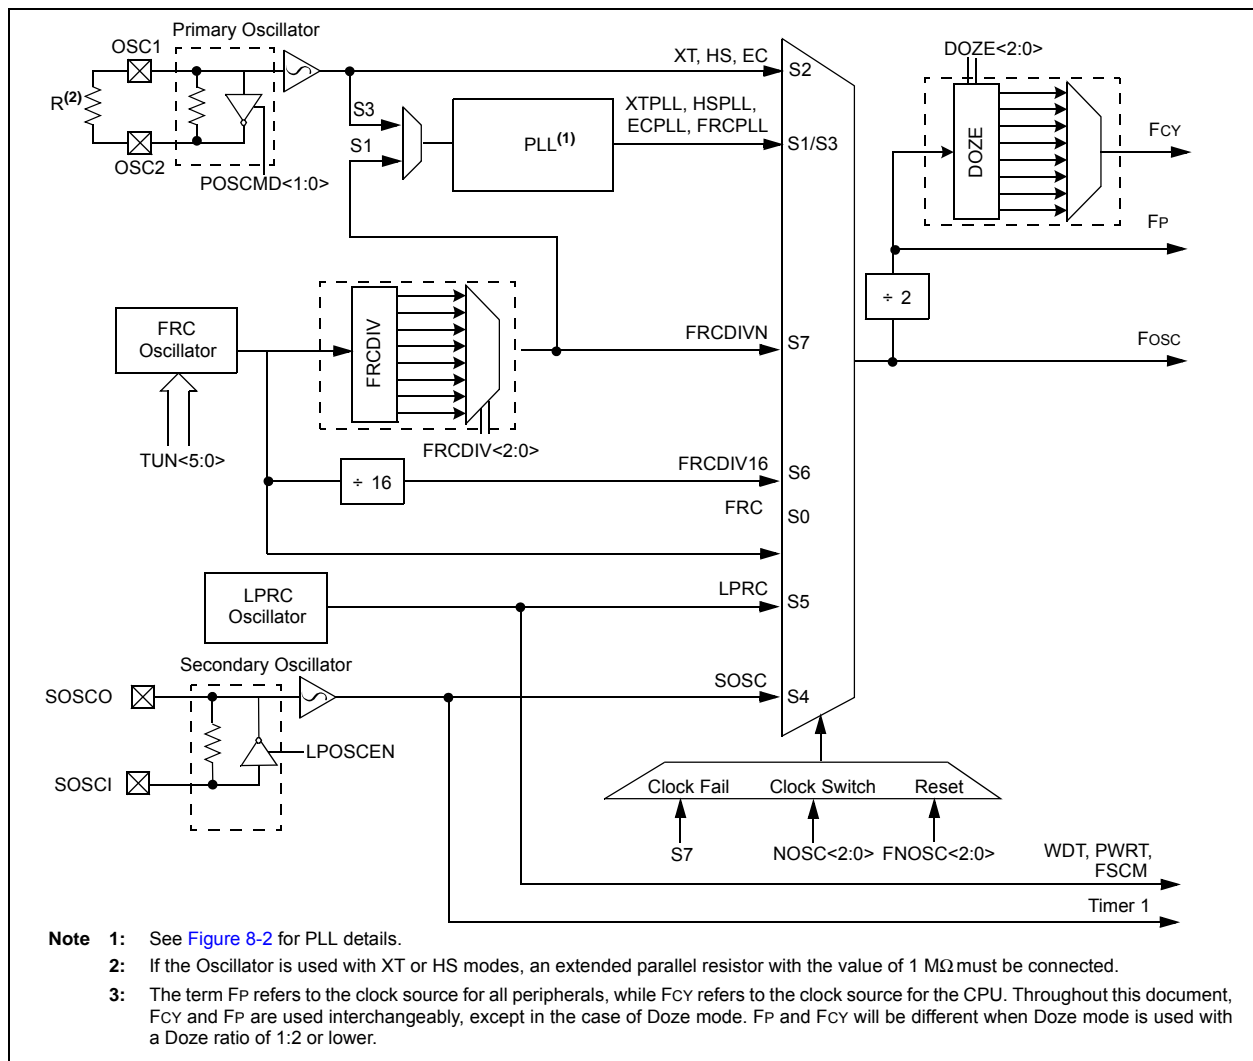 Primary Oscillator
OSC1
R(2)
OSC2
POSCMD<1:0>
S3
S1
PLL(1)
XT, HS, EC
XTPLL, HSPLL,
ECPLL, FRCPLL
S2
S1/S3
DOZE<2:0>
DOZE
FCY
FP
÷ 2
FOSC
FRC
Oscillator
TUN<5:0>
FRCDIV
FRCDIV<2:0>
FRCDIVN
S7
÷ 16
FRCDIV16
S6
FRC
S0
LPRC
Oscillator
LPRC
S5
Secondary Oscillator
SOSCO
SOSCI
LPOSCEN
SOSC
S4
Clock Fail
Clock Switch
Reset
S7
NOSC<2:0>
FNOSC<2:0>
WDT, PWRT,
FSCM
Timer 1
Note 1: See Figure 8-2 for PLL details.
2: If the Oscillator is used with XT or HS modes, an extended parallel resistor with the value of 1 MΩ must be connected.
3: The term FP refers to the clock source for all peripherals, while FCY refers to the clock source for the CPU. Throughout this document,
FCY and FP are used interchangeably, except in the case of Doze mode. FP and FCY will be different when Doze mode is used with
a Doze ratio of 1:2 or lower.